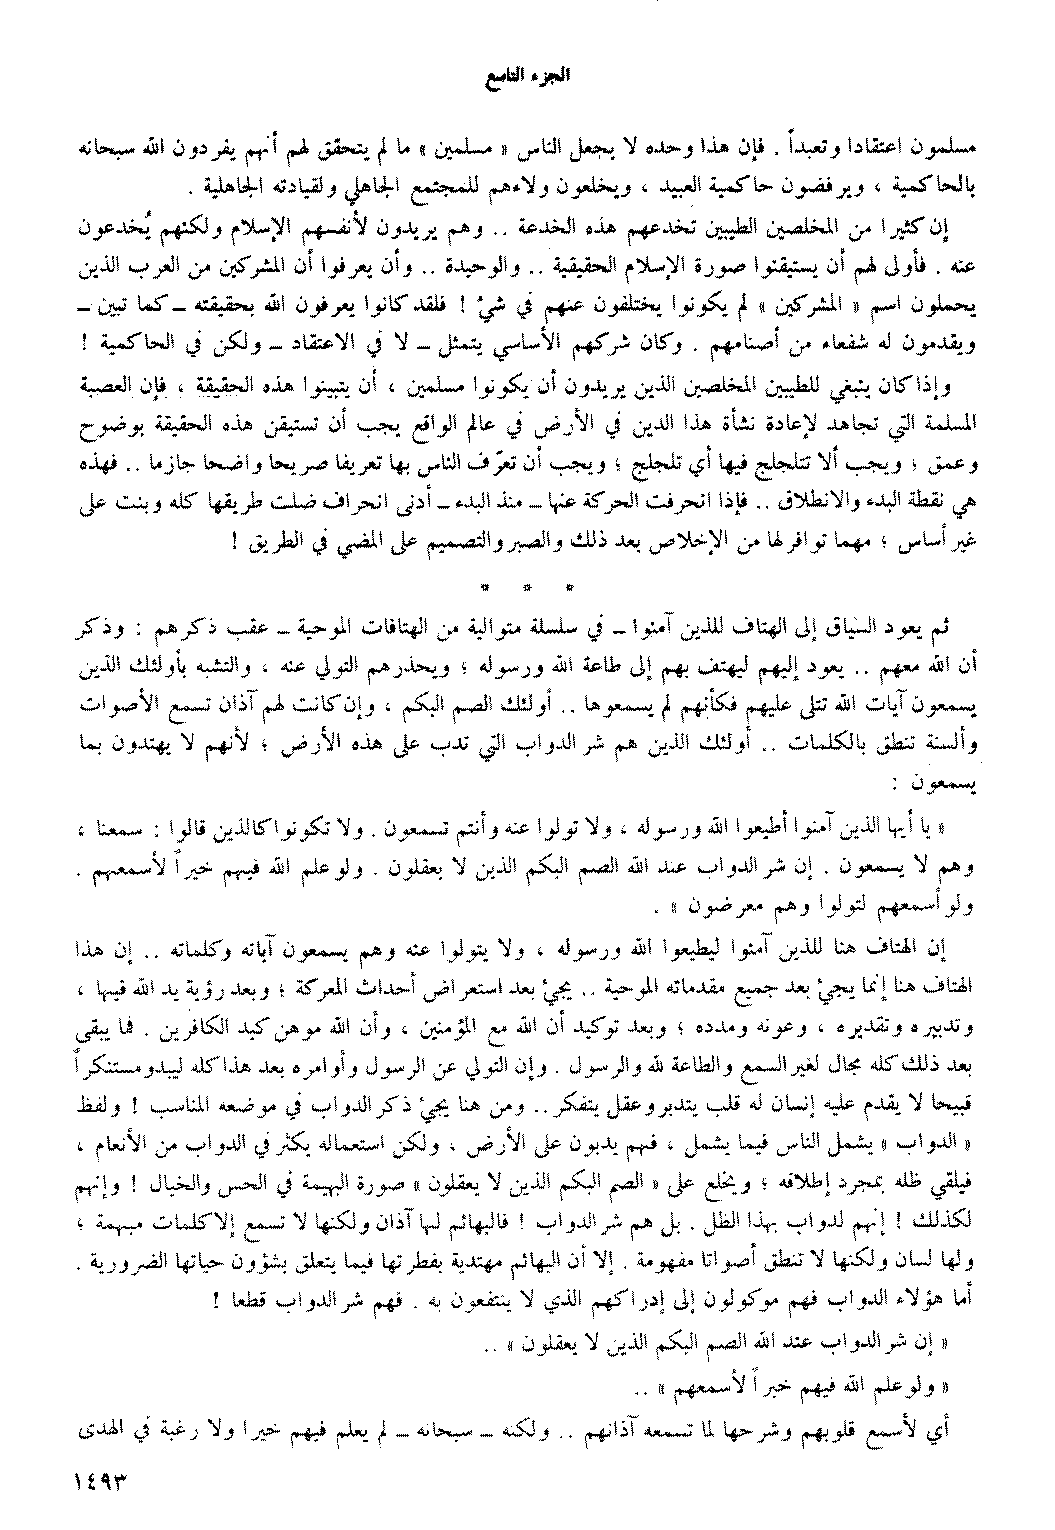 الجزء التاسع
مسلمون اعتقادا وتعبداً . فإن هذا وحده لا يجعل الناس « مسلمين » ما لم يتحقق لهم أنهم يفردون الله سبحانه
بالحاكمية ، ويرفضون حاكمية العبيد ، ويخلعون ولاءهم للمجتمع الجاهلي ولقيادته الجاهلية .
إن كثيرا من المخلصين الطيبين تخدعهم هذه الخدعة .. وهم يريدون لأنفسهم الإسلام ولكنهم يُخدعون
عنه . فأولى لهم أن يستيقنوا صورة الإسلام الحقيقية .. والوحيدة .. وأن يعرفوا أن المشركين من العرب الذين
يحملون اسم « المشركين » لم يكونوا يختلفون عنهم في شيء ! فلقد كانوا يعرفون الله بحقيقته ــ كما تبين ــ
ويقدمون له شفعاء من أصنامهم . وكان شركهم الأساسي يتمثل ــ لا في الاعتقاد ــ ولكن في الحاكمية !
وإذا كان ينبغي للطيبين المخلصين الذين يريدون أن يكونوا مسلمين ، أن يتبينوا هذه الحقيقة ، فإن العصبة
المسلمة التي تجاهد لإعادة نشأة هذا الدين في الأرض في عالم الواقع يجب أن تستيقن هذه الحقيقة بوضوح
وعمق ؛ ويجب ألا تتلجلج فيها أي تلجلج ؛ ويجب أن تعرّف الناس بها تعريفا صريحا واضحا جازما .. فهذه
هي نقطة البدء والانطلاق .. فإذا انحرفت الحركة عنها ــ منذ البدء ــ أدنى انحراف ضلت طريقها كله وبنت على
غير أساس ؛ مهما توافر لها من الإخلاص بعد ذلك والصبر والتصميم على المضي في الطريق !
* * *
ثم يعود السياق إلى الهتاف للذين آمنوا ــ في سلسلة متوالية من الهتافات الموحية ــ عقب ذكرهم : وذكر
أن الله معهم .. يعود إليهم ليهتف بهم إلى طاعة الله ورسوله ؛ ويحذرهم التولي عنه ، والتشبه بأولئك الذين
يسمعون آيات الله تتلى عليهم فكأنهم لم يسمعوها .. أولئك الصم البكم ، وإن كانت لهم آذان تسمع الأصوات
وألسنة تنطق بالكلمات .. أولئك الذين هم شر الدواب التي تدب على هذه الأرض ؛ لأنهم لا يهتدون بما
يسمعون :
« يا أيها الذين آمنوا أطيعوا الله ورسوله ، ولا تولوا عنه وأنتم تسمعون . ولا تكونوا كالذين قالوا : سمعنا ،
وهم لا يسمعون . إن شر الدواب عند الله الصم البكم الذين لا يعقلون . ولو علم الله فيهم خيراً لأسمعهم .
ولو أسمعهم لتولوا وهم معرضون » .
إن الهتاف هنا للذين آمنوا ليطيعوا الله ورسوله ، ولا يتولوا عنه وهم يسمعون آياته وكلماته .. إن هذا
الهتاف هنا إنما يجيء بعد جميع مقدماته الموحية .. يجيء بعد استعراض أحداث المعركة ؛ وبعد رؤية يد الله فيها ،
وتدبيره وتقديره ، وعونه ومدده ؛ وبعد توكيد أن الله مع المؤمنين ، وأن الله موهن كيد الكافرين . فما يبقى
بعد ذلك كله مجال لغير السمع والطاعة لله والرسول . وإن التولي عن الرسول وأوامره بعد هذا كله ليبدو مستنكراً
قبيحا لا يقدم عليه إنسان له قلب يتدبر وعقل يتفكر .. ومن هنا يجيء ذكر الدواب في موضعه المناسب ! ولفظ
« الدواب » يشمل الناس فيما يشمل ، فهم يدبون على الأرض ، ولكن استعماله يكثر في الدواب من الأنعام ،
فيلقي ظله بمجرد إطلاقه ؛ ويخلع على « الصم البكم الذين لا يعقلون » صورة البهيمة في الحس والخيال ! وإنهم
لكذلك ! إنهم لدواب بهذا الظل . بل هم شر الدواب ! فالبهائم لها آذان ولكنها لا تسمع إلا كلمات مبهمة ؛
ولها لسان ولكنها لا تنطق أصواتا مفهومة . إلا أن البهائم مهتدية بفطرتها فيما يتعلق بشؤون حياتها الضرورية .
أما هؤلاء الدواب فهم موكولون إلى إدراكهم الذي لا ينتفعون به . فهم شر الدواب قطعا !
« إن شر الدواب عند الله الصم البكم الذين لا يعقلون » ..
« ولو علم الله فيهم خيراً لأسمعهم » ..
أي لأسمع قلوبهم وشرحها لما تسمعه آذانهم .. ولكنه ــ سبحانه ــ لم يعلم فيهم خيرا ولا رغبة في الهدى
١٤٩٣